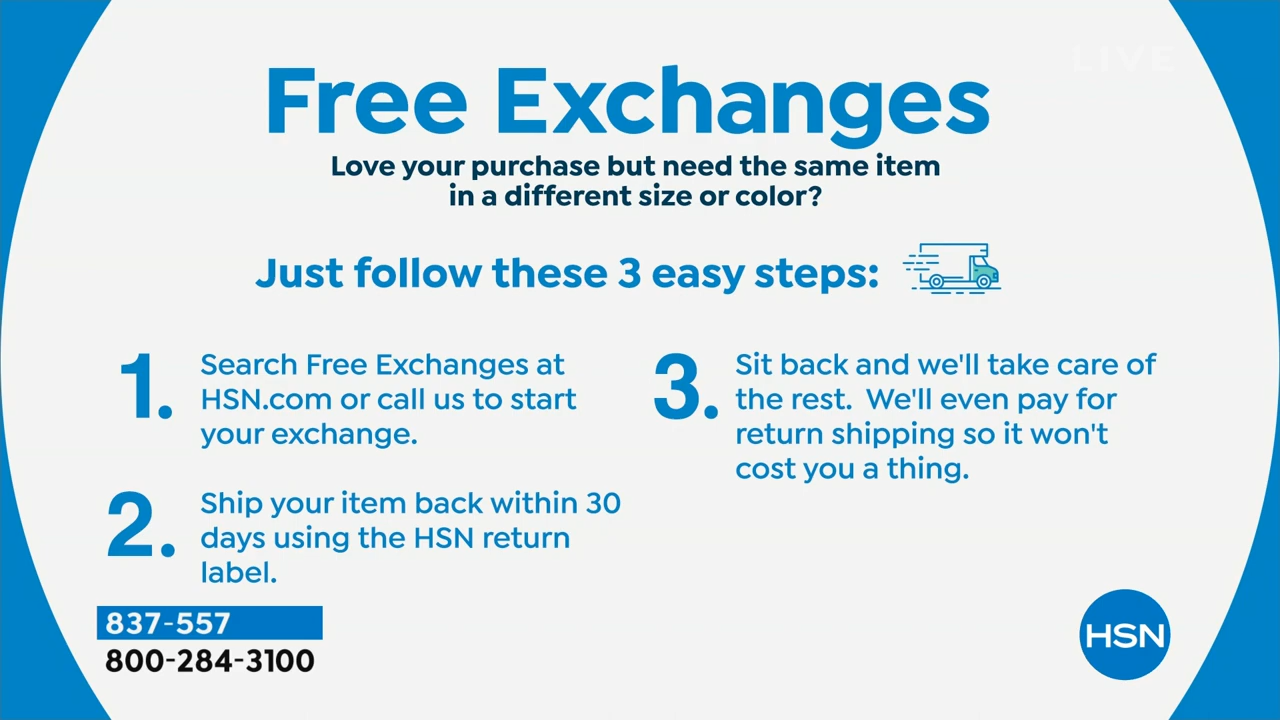 LIVE
Free Exchanges
Love your purchase but need the same item
in a different size or color?
Just follow these 3 easy steps:
1. Search Free Exchanges at
HSN.com or call us to start
your exchange.
2. Ship your item back within 30
days using the HSN return
label.
3. Sit back and we'll take care of
the rest. We'll even pay for
return shipping so it won't
cost you a thing.
837-557
800-284-3100
HSN